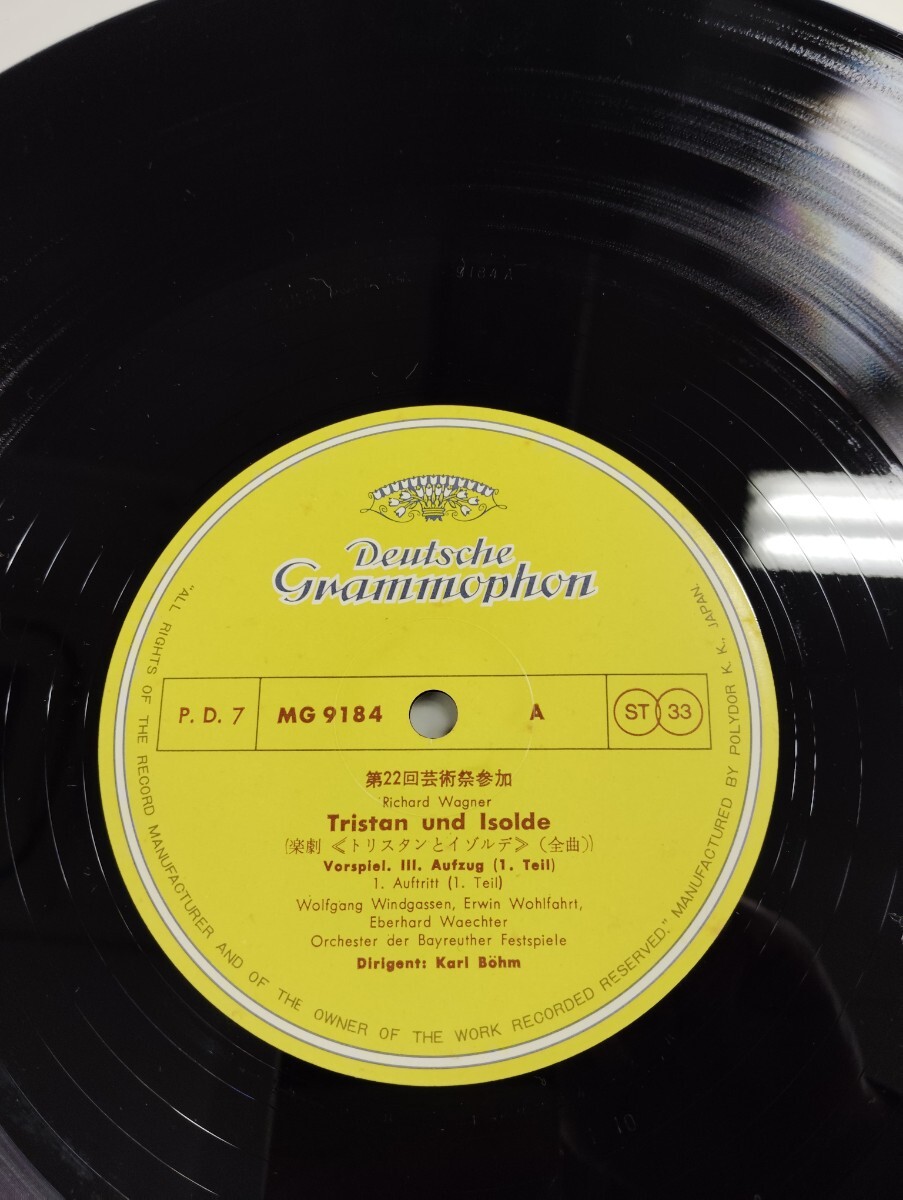 9184 A
Deutsche
Grammophon
P. D. 7 MG 9184 A ST 33
第22回芸術祭参加
Richard Wagner
Tristan und Isolde
(楽劇 ≪トリスタンとイゾルデ≫ (全曲))
Vorspiel. III. Aufzug (1. Teil)
1. Auftritt (1. Teil)
Wolfgang Windgassen, Erwin Wohlfahrt,
Eberhard Waechter
Orchester der Bayreuther Festspiele
Dirigent: Karl Böhm
"ALL RIGHTS OF THE RECORD MANUFACTURER AND OF THE OWNER OF THE WORK RECORDED RESERVED." MANUFACTURED BY POLYDOR K. K., JAPAN.
10